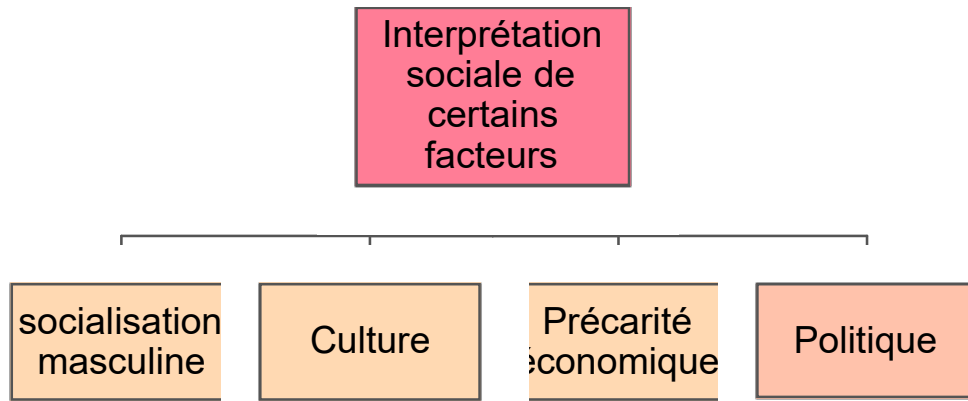 Interprétation
sociale de
certains
facteurs
socialisation
masculine
Culture
Précarité
économique
Politique